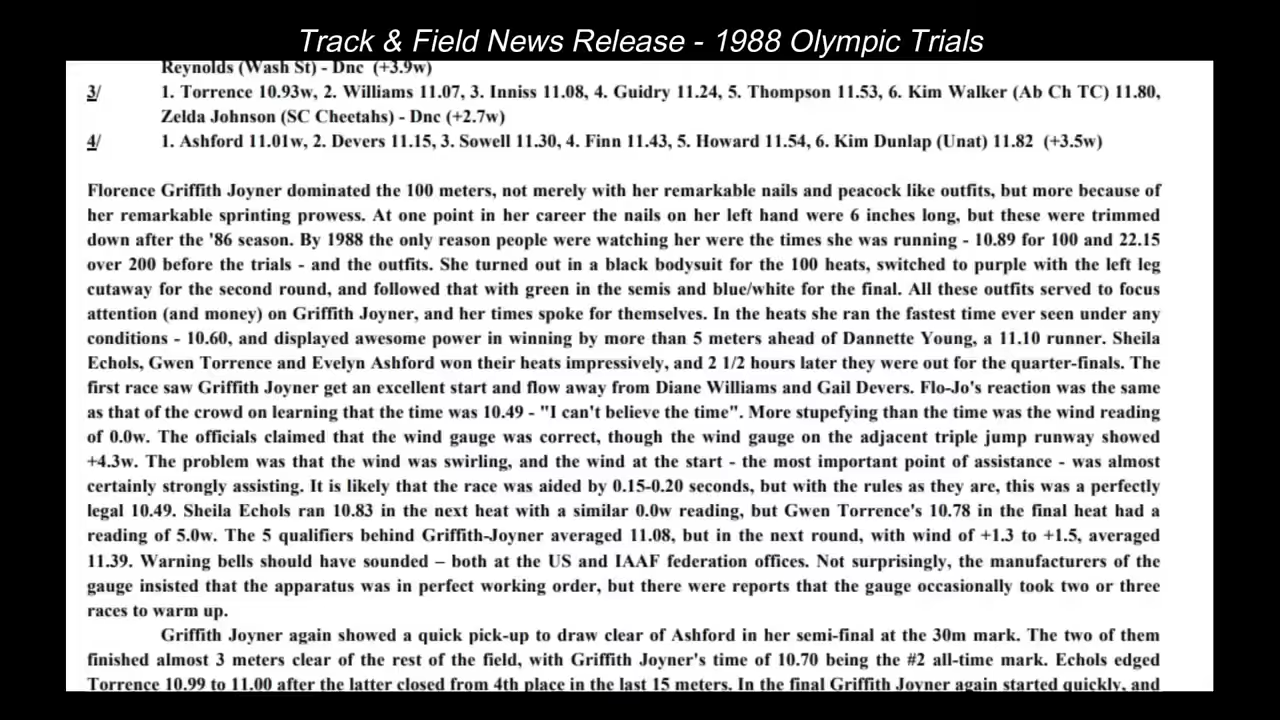 Track & Field News Release - 1988 Olympic Trials
Reynolds (Wash St) - Dnc (+3.9w)
3/ 1. Torrence 10.93w, 2. Williams 11.07, 3. Inniss 11.08, 4. Guidry 11.24, 5. Thompson 11.53, 6. Kim Walker (Ab Ch TC) 11.80,
Zelda Johnson (SC Cheetahs) - Dnc (+2.7w)
4/ 1. Ashford 11.01w, 2. Devers 11.15, 3. Sowell 11.30, 4. Finn 11.43, 5. Howard 11.54, 6. Kim Dunlap (Unat) 11.82 (+3.5w)
Florence Griffith Joyner dominated the 100 meters, not merely with her remarkable nails and peacock like outfits, but more because of
her remarkable sprinting prowess. At one point in her career the nails on her left hand were 6 inches long, but these were trimmed
down after the '86 season. By 1988 the only reason people were watching her were the times she was running - 10.89 for 100 and 22.15
over 200 before the trials - and the outfits. She turned out in a black bodysuit for the 100 heats, switched to purple with the left leg
cutaway for the second round, and followed that with green in the semis and blue/white for the final. All these outfits served to focus
attention (and money) on Griffith Joyner, and her times spoke for themselves. In the heats she ran the fastest time ever seen under any
conditions - 10.60, and displayed awesome power in winning by more than 5 meters ahead of Dannette Young, a 11.10 runner. Sheila
Echols, Gwen Torrence and Evelyn Ashford won their heats impressively, and 2 1/2 hours later they were out for the quarter-finals. The
first race saw Griffith Joyner get an excellent start and flow away from Diane Williams and Gail Devers. Flo-Jo's reaction was the same
as that of the crowd on learning that the time was 10.49 - "I can't believe the time". More stupefying than the time was the wind reading
of 0.0w. The officials claimed that the wind gauge was correct, though the wind gauge on the adjacent triple jump runway showed
+4.3w. The problem was that the wind was swirling, and the wind at the start - the most important point of assistance - was almost
certainly strongly assisting. It is likely that the race was aided by 0.15-0.20 seconds, but with the rules as they are, this was a perfectly
legal 10.49. Sheila Echols ran 10.83 in the next heat with a similar 0.0w reading, but Gwen Torrence's 10.78 in the final heat had a
reading of 5.0w. The 5 qualifiers behind Griffith-Joyner averaged 11.08, but in the next round, with wind of +1.3 to +1.5, averaged
11.39. Warning bells should have sounded – both at the US and IAAF federation offices. Not surprisingly, the manufacturers of the
gauge insisted that the apparatus was in perfect working order, but there were reports that the gauge occasionally took two or three
races to warm up.
Griffith Joyner again showed a quick pick-up to draw clear of Ashford in her semi-final at the 30m mark. The two of them
finished almost 3 meters clear of the rest of the field, with Griffith Joyner's time of 10.70 being the #2 all-time mark. Echols edged
Torrence 10.99 to 11.00 after the latter closed from 4th place in the last 15 meters. In the final Griffith Joyner again started quickly, and